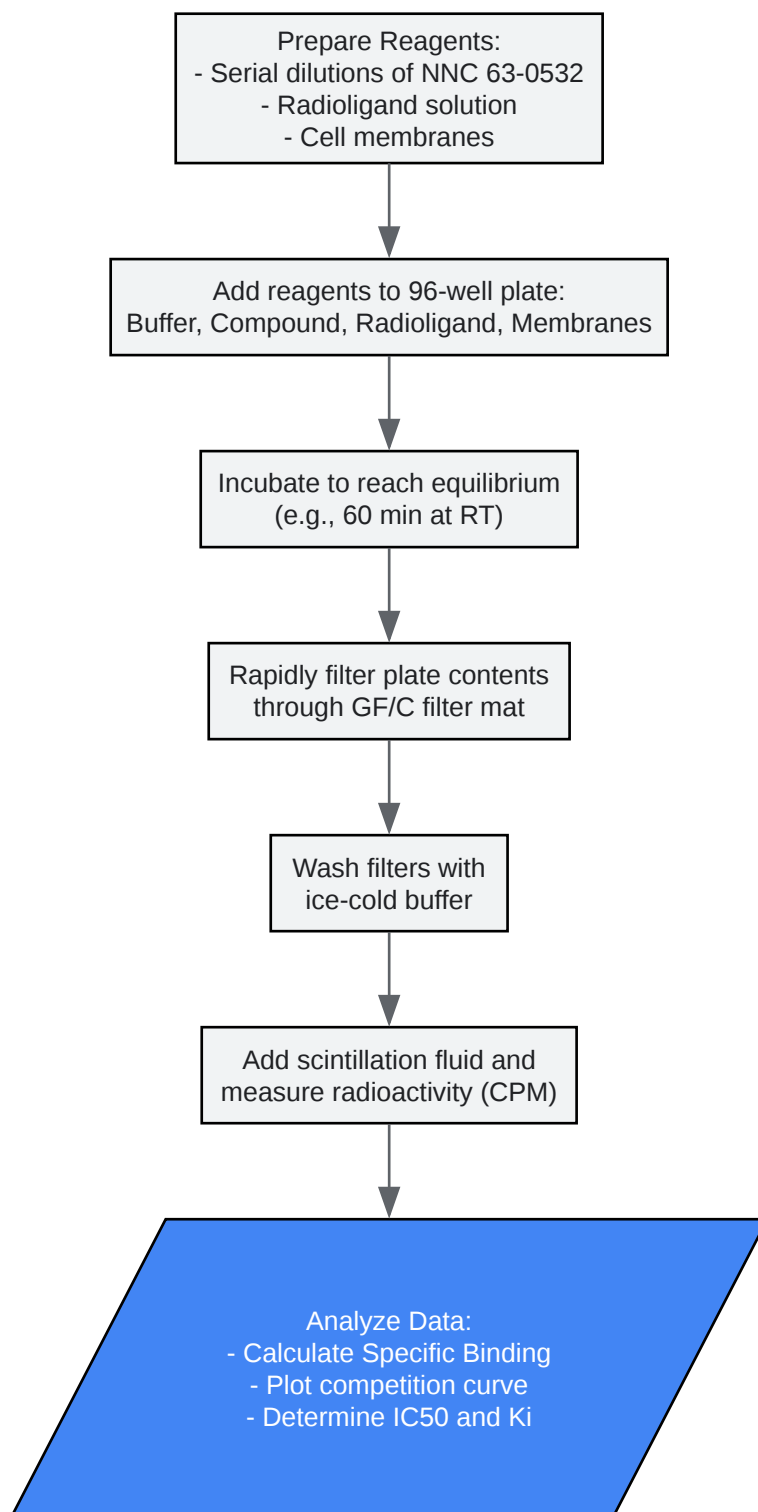 Prepare Reagents:
- Serial dilutions of NNC 63-0532
- Radioligand solution
- Cell membranes
Add reagents to 96-well plate:
Buffer, Compound, Radioligand, Membranes
Incubate to reach equilibrium
(e.g., 60 min at RT)
Rapidly filter plate contents
through GF/C filter mat
Wash filters with
ice-cold buffer
Add scintillation fluid and
measure radioactivity (CPM)
Analyze Data:
- Calculate Specific Binding
- Plot competition curve
- Determine IC50 and Ki